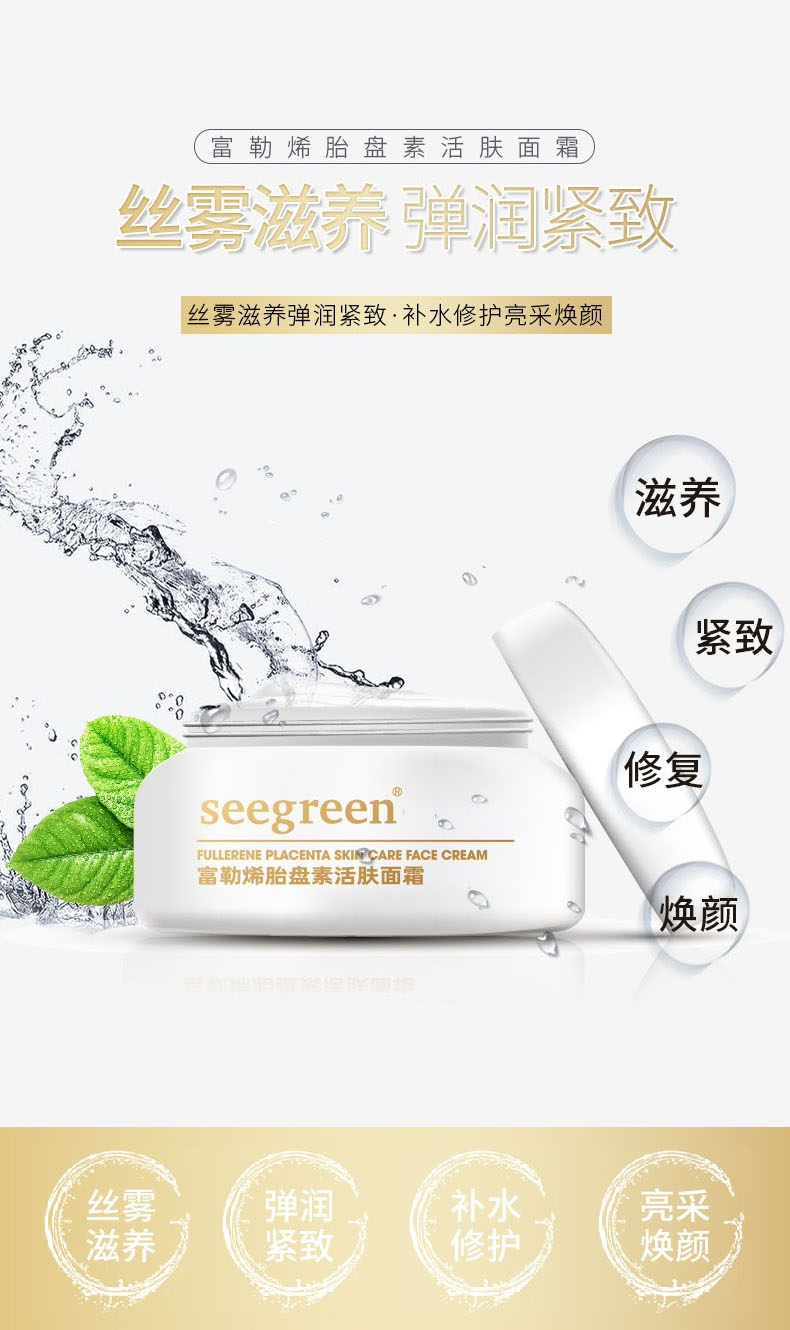 富勒烯胎盘素活肤面霜
丝雾滋养 弹润紧致
丝雾滋养弹润紧致·补水修护亮采焕颜
滋养
紧致
修复
焕颜
seegreen®
FULLERENE PLACENTA SKIN CARE FACE CREAM
富勒烯胎盘素活肤面霜
丝雾
滋养
弹润
紧致
补水
修护
亮采
焕颜